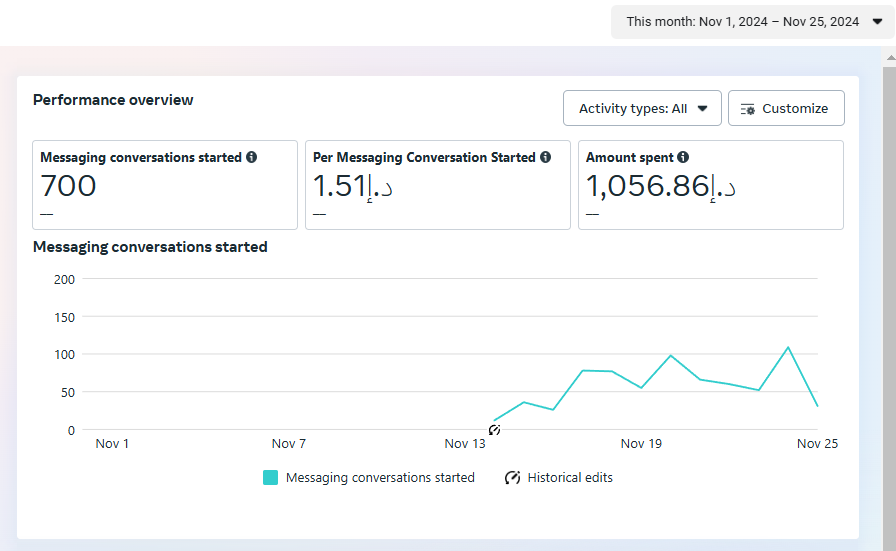 This month: Nov 1, 2024 – Nov 25, 2024
Performance overview
Activity types: All
Customize
Messaging conversations started
700
—
Per Messaging Conversation Started
1.51د.إ
—
Amount spent
1,056.86د.إ
—
Messaging conversations started
200
150
100
50
0
Nov 1 Nov 7 Nov 13 Nov 19 Nov 25
Messaging conversations started Historical edits